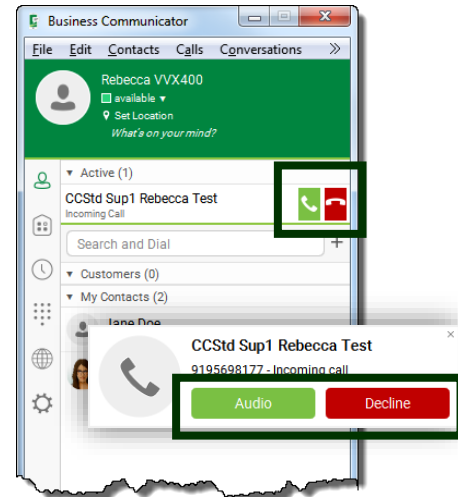 Business Communicator
File Edit Contacts Calls Conversations »
Rebecca VVX400
available ▾
Set Location
What's on your mind?
▾ Active (1)
CCStd Sup1 Rebecca Test
Incoming Call
Search and Dial +
▾ Customers (0)
▾ My Contacts (2)
Jane Doe
CCStd Sup1 Rebecca Test
9195698177 - Incoming call
Audio Decline